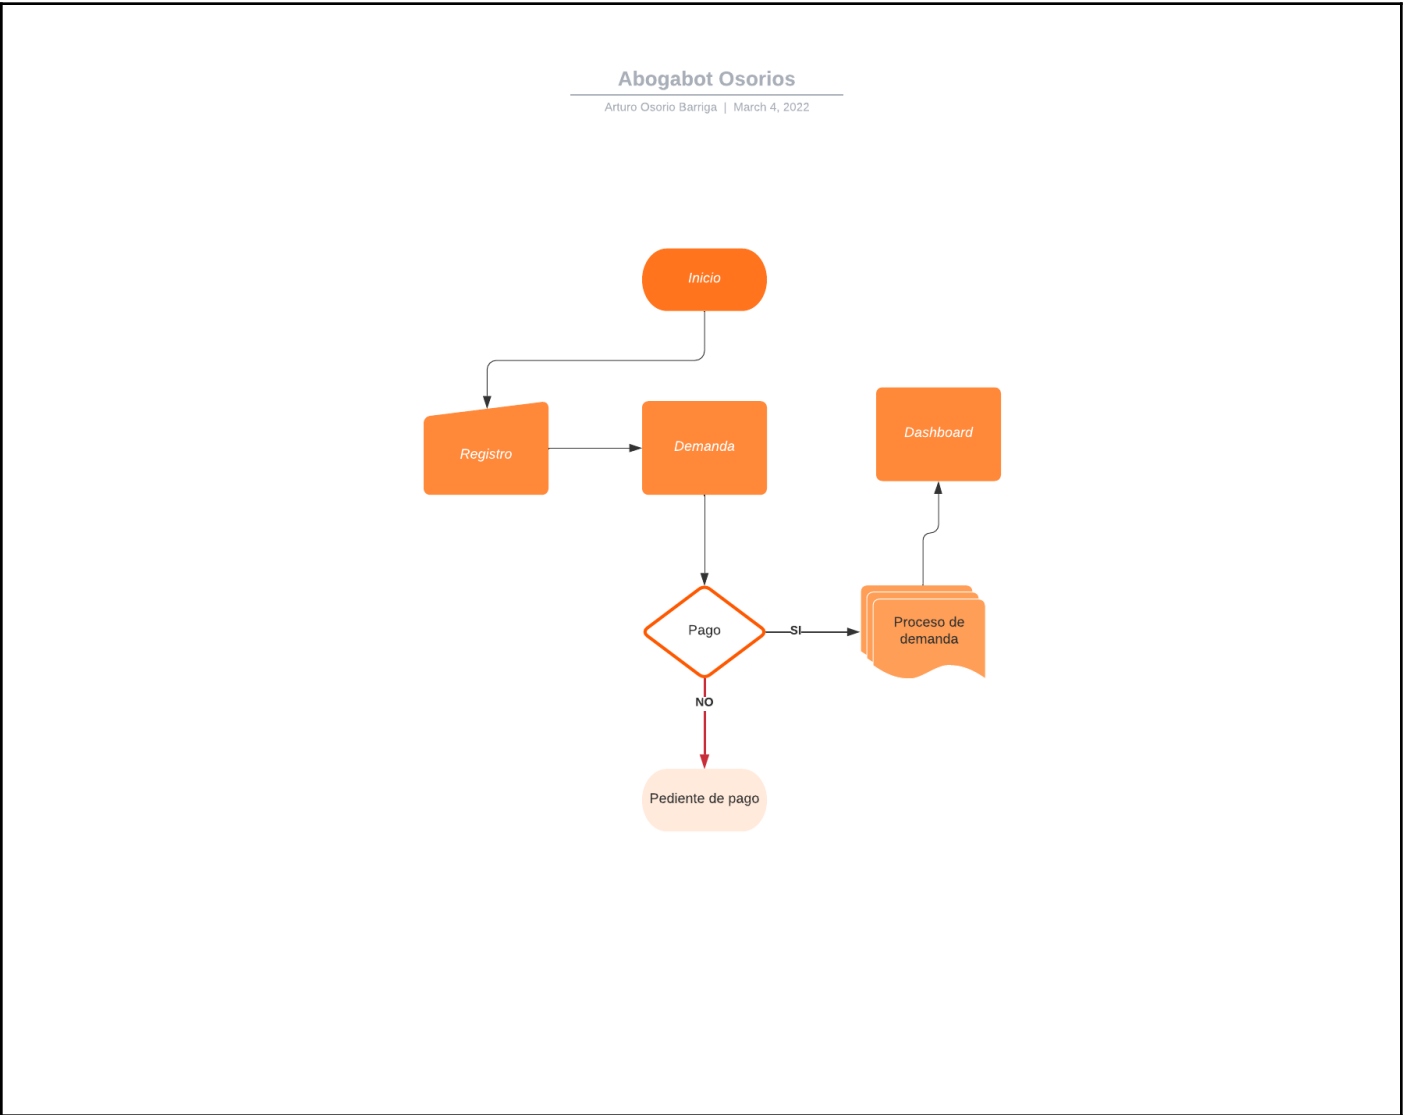 Abogabot Osorios
Arturo Osorio Barriga | March 4, 2022
Inicio
Registro
Demanda
Dashboard
Pago
SI
Proceso de
demanda
NO
Pediente de pago